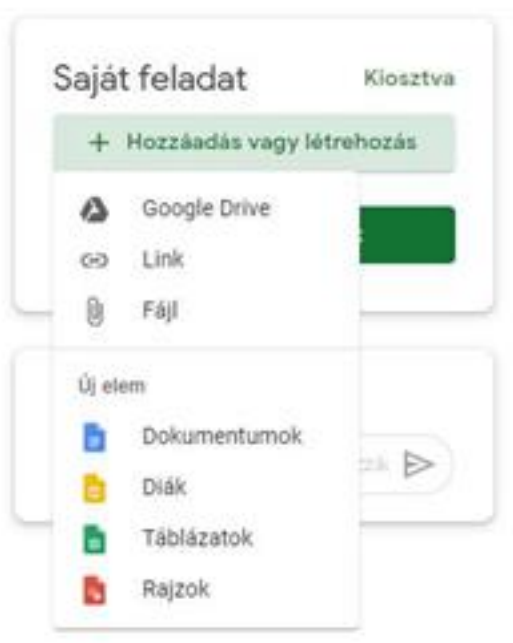 Saját feladat
Kiosztva
+ Hozzáadás vagy létrehozás
Google Drive
Link
Fájl
Új elem
Dokumentumok
Diák
Táblázatok
Rajzok